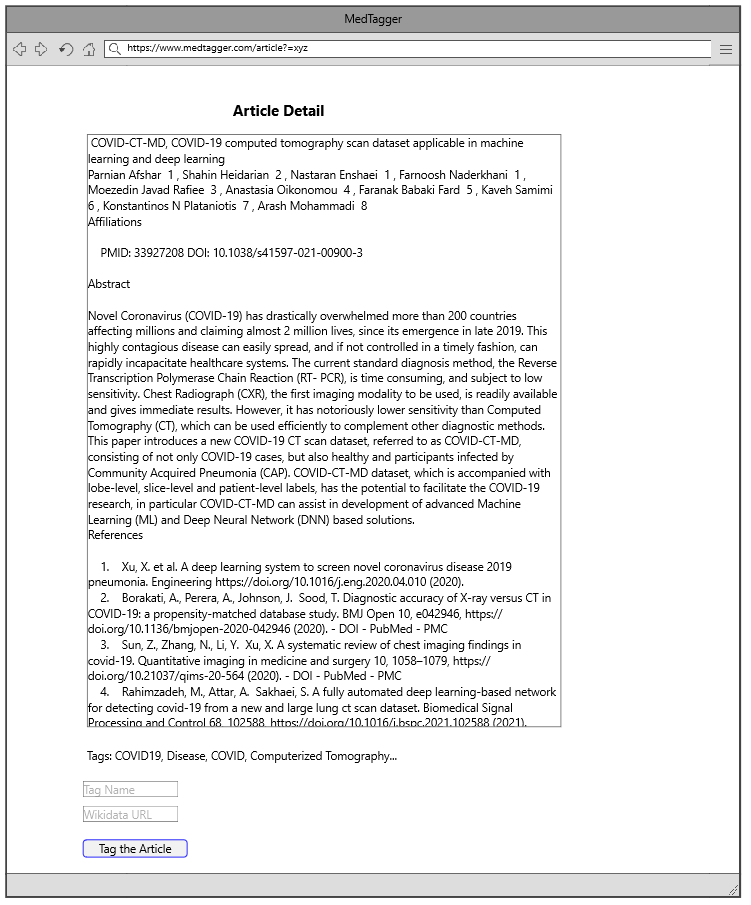 MedTagger
https://www.medtagger.com/article?=xyz
Article Detail
COVID-CT-MD, COVID-19 computed tomography scan dataset applicable in machine
learning and deep learning
Parnian Afshar 1 , Shahin Heidarian 2 , Nastaran Enshaei 1 , Farnoosh Naderkhani 1 ,
Moezedin Javad Rafiee 3 , Anastasia Oikonomou 4 , Faranak Babaki Fard 5 , Kaveh Samimi
6 , Konstantinos N Plataniotis 7 , Arash Mohammadi 8
Affiliations
PMID: 33927208 DOI: 10.1038/s41597-021-00900-3
Abstract
Novel Coronavirus (COVID-19) has drastically overwhelmed more than 200 countries
affecting millions and claiming almost 2 million lives, since its emergence in late 2019. This
highly contagious disease can easily spread, and if not controlled in a timely fashion, can
rapidly incapacitate healthcare systems. The current standard diagnosis method, the Reverse
Transcription Polymerase Chain Reaction (RT- PCR), is time consuming, and subject to low
sensitivity. Chest Radiograph (CXR), the first imaging modality to be used, is readily available
and gives immediate results. However, it has notoriously lower sensitivity than Computed
Tomography (CT), which can be used efficiently to complement other diagnostic methods.
This paper introduces a new COVID-19 CT scan dataset, referred to as COVID-CT-MD,
consisting of not only COVID-19 cases, but also healthy and participants infected by
Community Acquired Pneumonia (CAP). COVID-CT-MD dataset, which is accompanied with
lobe-level, slice-level and patient-level labels, has the potential to facilitate the COVID-19
research, in particular COVID-CT-MD can assist in development of advanced Machine
Learning (ML) and Deep Neural Network (DNN) based solutions.
References
1. Xu, X. et al. A deep learning system to screen novel coronavirus disease 2019
pneumonia. Engineering https://doi.org/10.1016/j.eng.2020.04.010 (2020).
2. Borakati, A., Perera, A., Johnson, J. Sood, T. Diagnostic accuracy of X-ray versus CT in
COVID-19: a propensity-matched database study. BMJ Open 10, e042946, https://
doi.org/10.1136/bmjopen-2020-042946 (2020). - DOI - PubMed - PMC
3. Sun, Z., Zhang, N., Li, Y. Xu, X. A systematic review of chest imaging findings in
covid-19. Quantitative imaging in medicine and surgery 10, 1058–1079, https://
doi.org/10.21037/qims-20-564 (2020). - DOI - PubMed - PMC
4. Rahimzadeh, M., Attar, A. Sakhaei, S. A fully automated deep learning-based network
for detecting covid-19 from a new and large lung ct scan dataset. Biomedical Signal
Processing and Control 68, 102588, https://doi.org/10.1016/j.bspc.2021.102588 (2021).
Tags: COVID19, Disease, COVID, Computerized Tomography...
Tag Name
Wikidata URL
Tag the Article